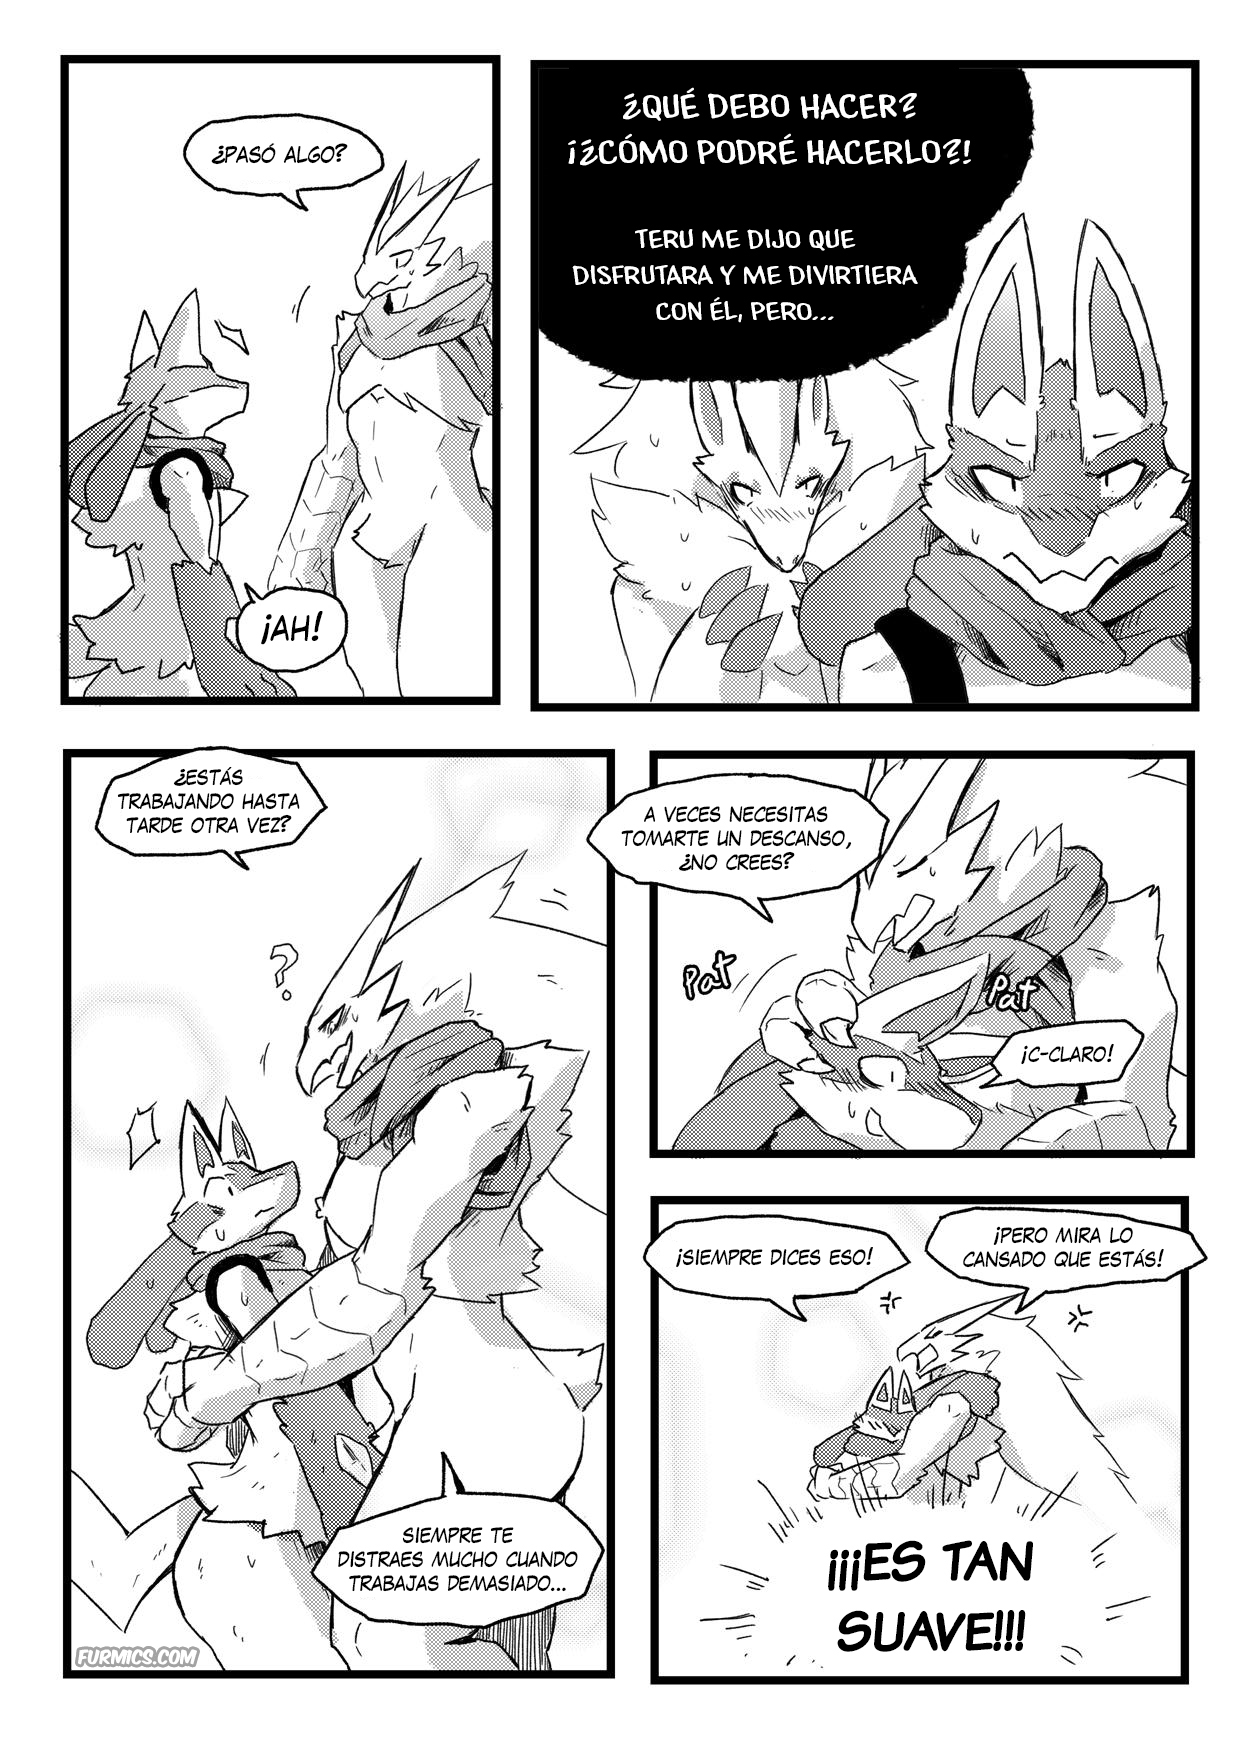 ¿PASÓ ALGO?
¡AH!
¿QUÉ DEBO HACER?
¡¿CÓMO PODRÉ HACERLO?!
TERU ME DIJO QUE
DISFRUTARA Y ME DIVIRTIERA
CON ÉL, PERO...
¿ESTÁS
TRABAJANDO HASTA
TARDE OTRA VEZ?
?
SIEMPRE TE
DISTRAES MUCHO CUANDO
TRABAJAS DEMASIADO...
FURMICS.COM
A VECES NECESITAS
TOMARTE UN DESCANSO,
¿NO CREES?
Pat
Pat
¡C-CLARO!
¡SIEMPRE DICES ESO!
¡PERO MIRA LO
CANSADO QUE ESTÁS!
¡¡¡ES TAN
SUAVE!!!